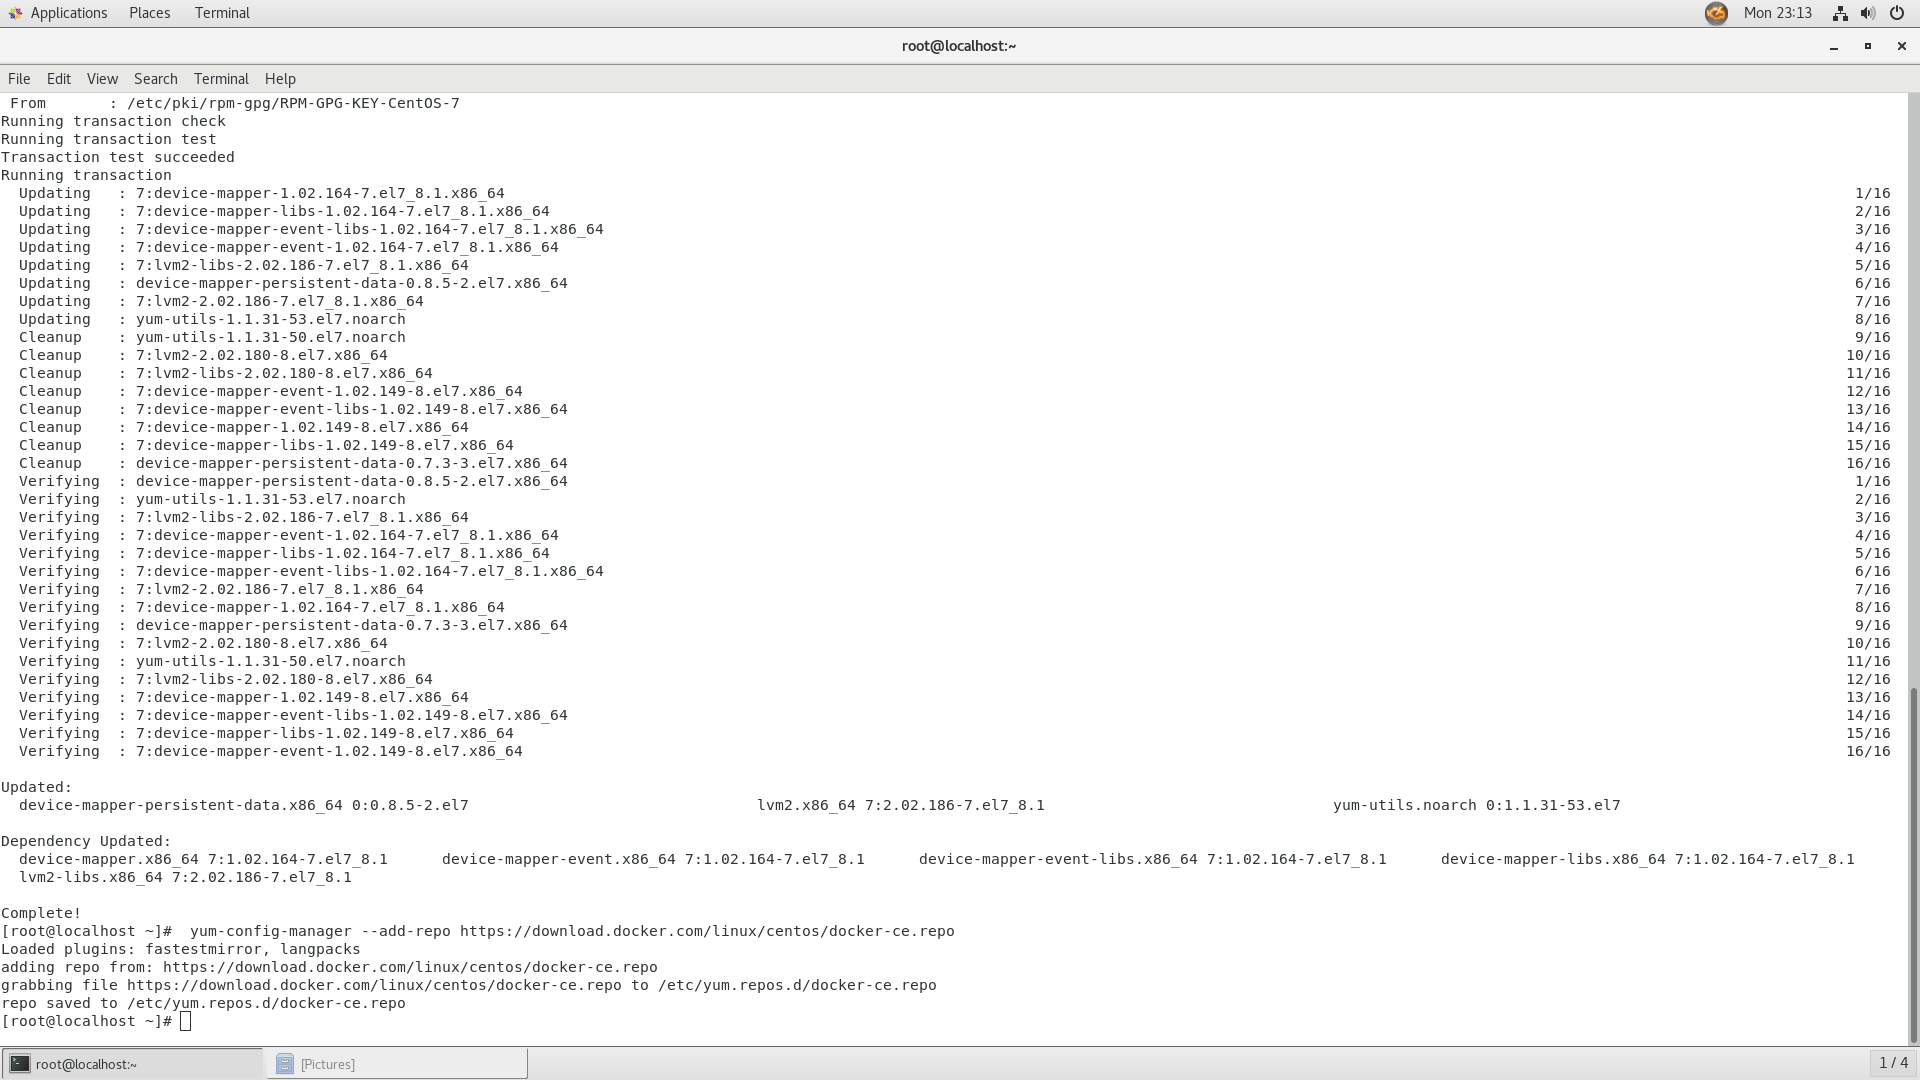 Applications Places Terminal Mon 23:13
root@localhost:~
File Edit View Search Terminal Help
From : /etc/pki/rpm-gpg/RPM-GPG-KEY-CentOS-7
Running transaction check
Running transaction test
Transaction test succeeded
Running transaction
Updating : 7:device-mapper-1.02.164-7.el7_8.1.x86_64 1/16
Updating : 7:device-mapper-libs-1.02.164-7.el7_8.1.x86_64 2/16
Updating : 7:device-mapper-event-libs-1.02.164-7.el7_8.1.x86_64 3/16
Updating : 7:device-mapper-event-1.02.164-7.el7_8.1.x86_64 4/16
Updating : 7:lvm2-libs-2.02.186-7.el7_8.1.x86_64 5/16
Updating : device-mapper-persistent-data-0.8.5-2.el7.x86_64 6/16
Updating : 7:lvm2-2.02.186-7.el7_8.1.x86_64 7/16
Updating : yum-utils-1.1.31-53.el7.noarch 8/16
Cleanup : yum-utils-1.1.31-50.el7.noarch 9/16
Cleanup : 7:lvm2-2.02.180-8.el7.x86_64 10/16
Cleanup : 7:lvm2-libs-2.02.180-8.el7.x86_64 11/16
Cleanup : 7:device-mapper-event-1.02.149-8.el7.x86_64 12/16
Cleanup : 7:device-mapper-event-libs-1.02.149-8.el7.x86_64 13/16
Cleanup : 7:device-mapper-1.02.149-8.el7.x86_64 14/16
Cleanup : 7:device-mapper-libs-1.02.149-8.el7.x86_64 15/16
Cleanup : device-mapper-persistent-data-0.7.3-3.el7.x86_64 16/16
Verifying : device-mapper-persistent-data-0.8.5-2.el7.x86_64 1/16
Verifying : yum-utils-1.1.31-53.el7.noarch 2/16
Verifying : 7:lvm2-libs-2.02.186-7.el7_8.1.x86_64 3/16
Verifying : 7:device-mapper-event-1.02.164-7.el7_8.1.x86_64 4/16
Verifying : 7:device-mapper-libs-1.02.164-7.el7_8.1.x86_64 5/16
Verifying : 7:device-mapper-event-libs-1.02.164-7.el7_8.1.x86_64 6/16
Verifying : 7:lvm2-2.02.186-7.el7_8.1.x86_64 7/16
Verifying : 7:device-mapper-1.02.164-7.el7_8.1.x86_64 8/16
Verifying : device-mapper-persistent-data-0.7.3-3.el7.x86_64 9/16
Verifying : 7:lvm2-2.02.180-8.el7.x86_64 10/16
Verifying : yum-utils-1.1.31-50.el7.noarch 11/16
Verifying : 7:lvm2-libs-2.02.180-8.el7.x86_64 12/16
Verifying : 7:device-mapper-1.02.149-8.el7.x86_64 13/16
Verifying : 7:device-mapper-event-libs-1.02.149-8.el7.x86_64 14/16
Verifying : 7:device-mapper-libs-1.02.149-8.el7.x86_64 15/16
Verifying : 7:device-mapper-event-1.02.149-8.el7.x86_64 16/16
Updated:
device-mapper-persistent-data.x86_64 0:0.8.5-2.el7 lvm2.x86_64 7:2.02.186-7.el7_8.1 yum-utils.noarch 0:1.1.31-53.el7
Dependency Updated:
device-mapper.x86_64 7:1.02.164-7.el7_8.1 device-mapper-event.x86_64 7:1.02.164-7.el7_8.1 device-mapper-event-libs.x86_64 7:1.02.164-7.el7_8.1 device-mapper-libs.x86_64 7:1.02.164-7.el7_8.1
lvm2-libs.x86_64 7:2.02.186-7.el7_8.1
Complete!
[root@localhost ~]#  yum-config-manager --add-repo https://download.docker.com/linux/centos/docker-ce.repo
Loaded plugins: fastestmirror, langpacks
adding repo from: https://download.docker.com/linux/centos/docker-ce.repo
grabbing file https://download.docker.com/linux/centos/docker-ce.repo to /etc/yum.repos.d/docker-ce.repo
repo saved to /etc/yum.repos.d/docker-ce.repo
[root@localhost ~]#
root@localhost:~ [Pictures] 1 / 4